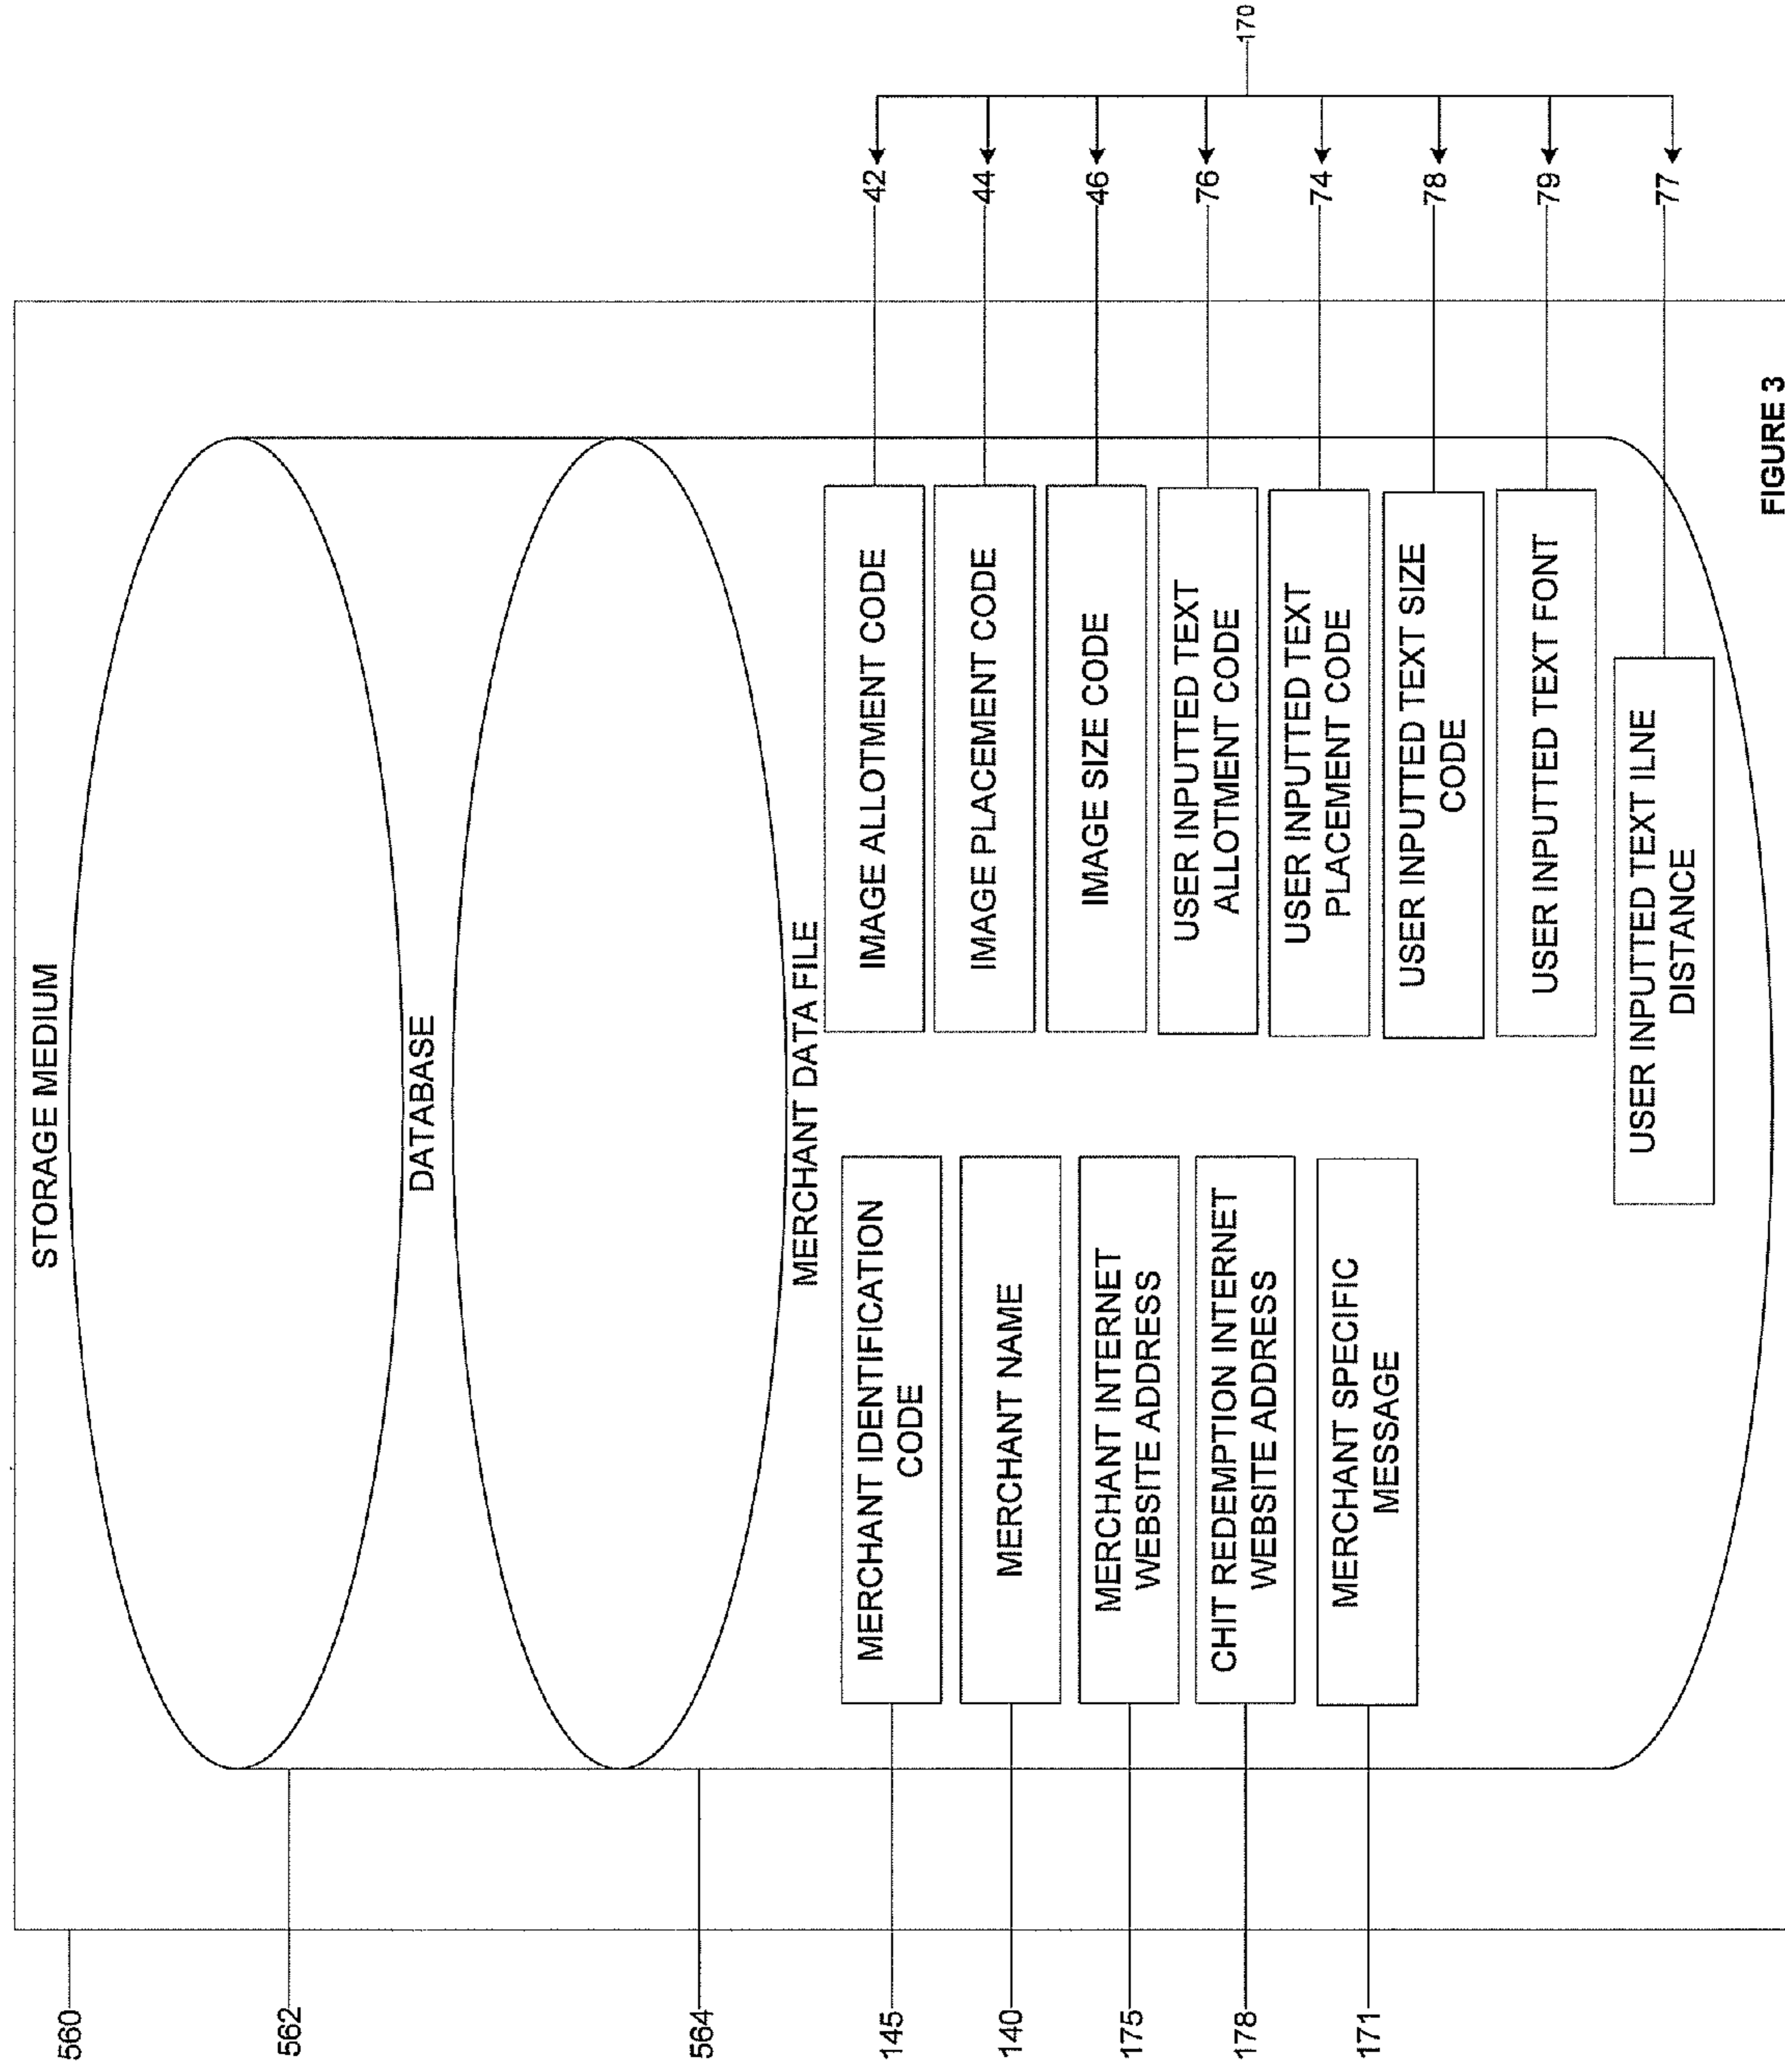 STORAGE MEDIUM
560
DATABASE
562
MERCHANT DATA FILE
564
MERCHANT IDENTIFICATION
CODE
145
MERCHANT NAME
140
MERCHANT INTERNET
WEBSITE ADDRESS
175
CHIT REDEMPTION INTERNET
WEBSITE ADDRESS
178
MERCHANT SPECIFIC
MESSAGE
171
IMAGE ALLOTMENT CODE
42
IMAGE PLACEMENT CODE
44
IMAGE SIZE CODE
46
USER INPUTTED TEXT
ALLOTMENT CODE
76
USER INPUTTED TEXT
PLACEMENT CODE
74
USER INPUTTED TEXT SIZE
CODE
78
USER INPUTTED TEXT FONT
79
USER INPUTTED TEXT ILNE
DISTANCE
77
170
FIGURE 3